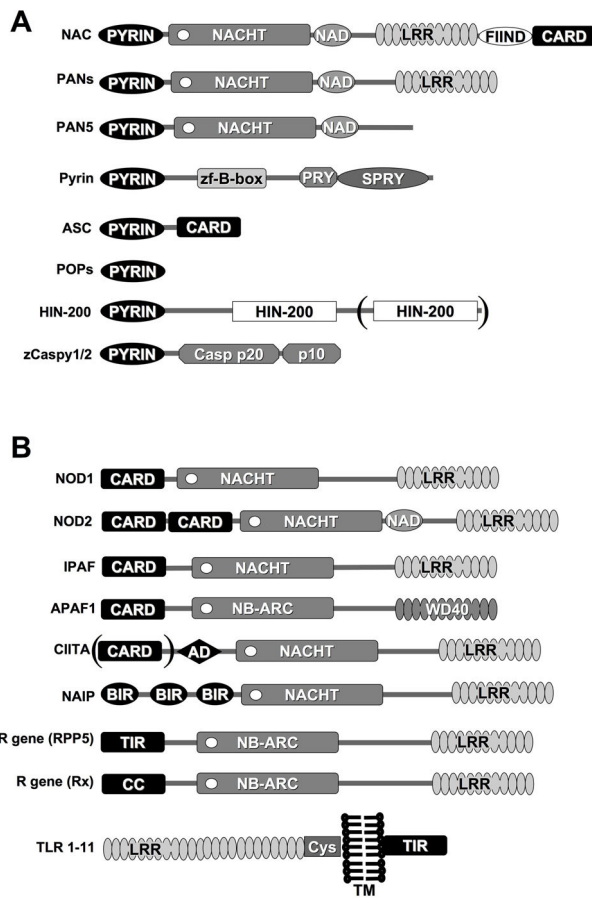 A
NAC PYRIN NACHT NAD LRR FIIND CARD
PANs PYRIN NACHT NAD LRR
PAN5 PYRIN NACHT NAD
Pyrin PYRIN zf-B-box PRY SPRY
ASC PYRIN CARD
POPs PYRIN
HIN-200 PYRIN HIN-200 (HIN-200)
zCaspy1/2 PYRIN Casp p20 p10
B
NOD1 CARD NACHT LRR
NOD2 CARD CARD NACHT NAD LRR
IPAF CARD NACHT LRR
APAF1 CARD NB-ARC WD40
CIITA (CARD) AD NACHT LRR
NAIP BIR BIR BIR NACHT LRR
R gene (RPP5) TIR NB-ARC LRR
R gene (Rx) CC NB-ARC LRR
TLR 1-11 LRR Cys TIR
TM